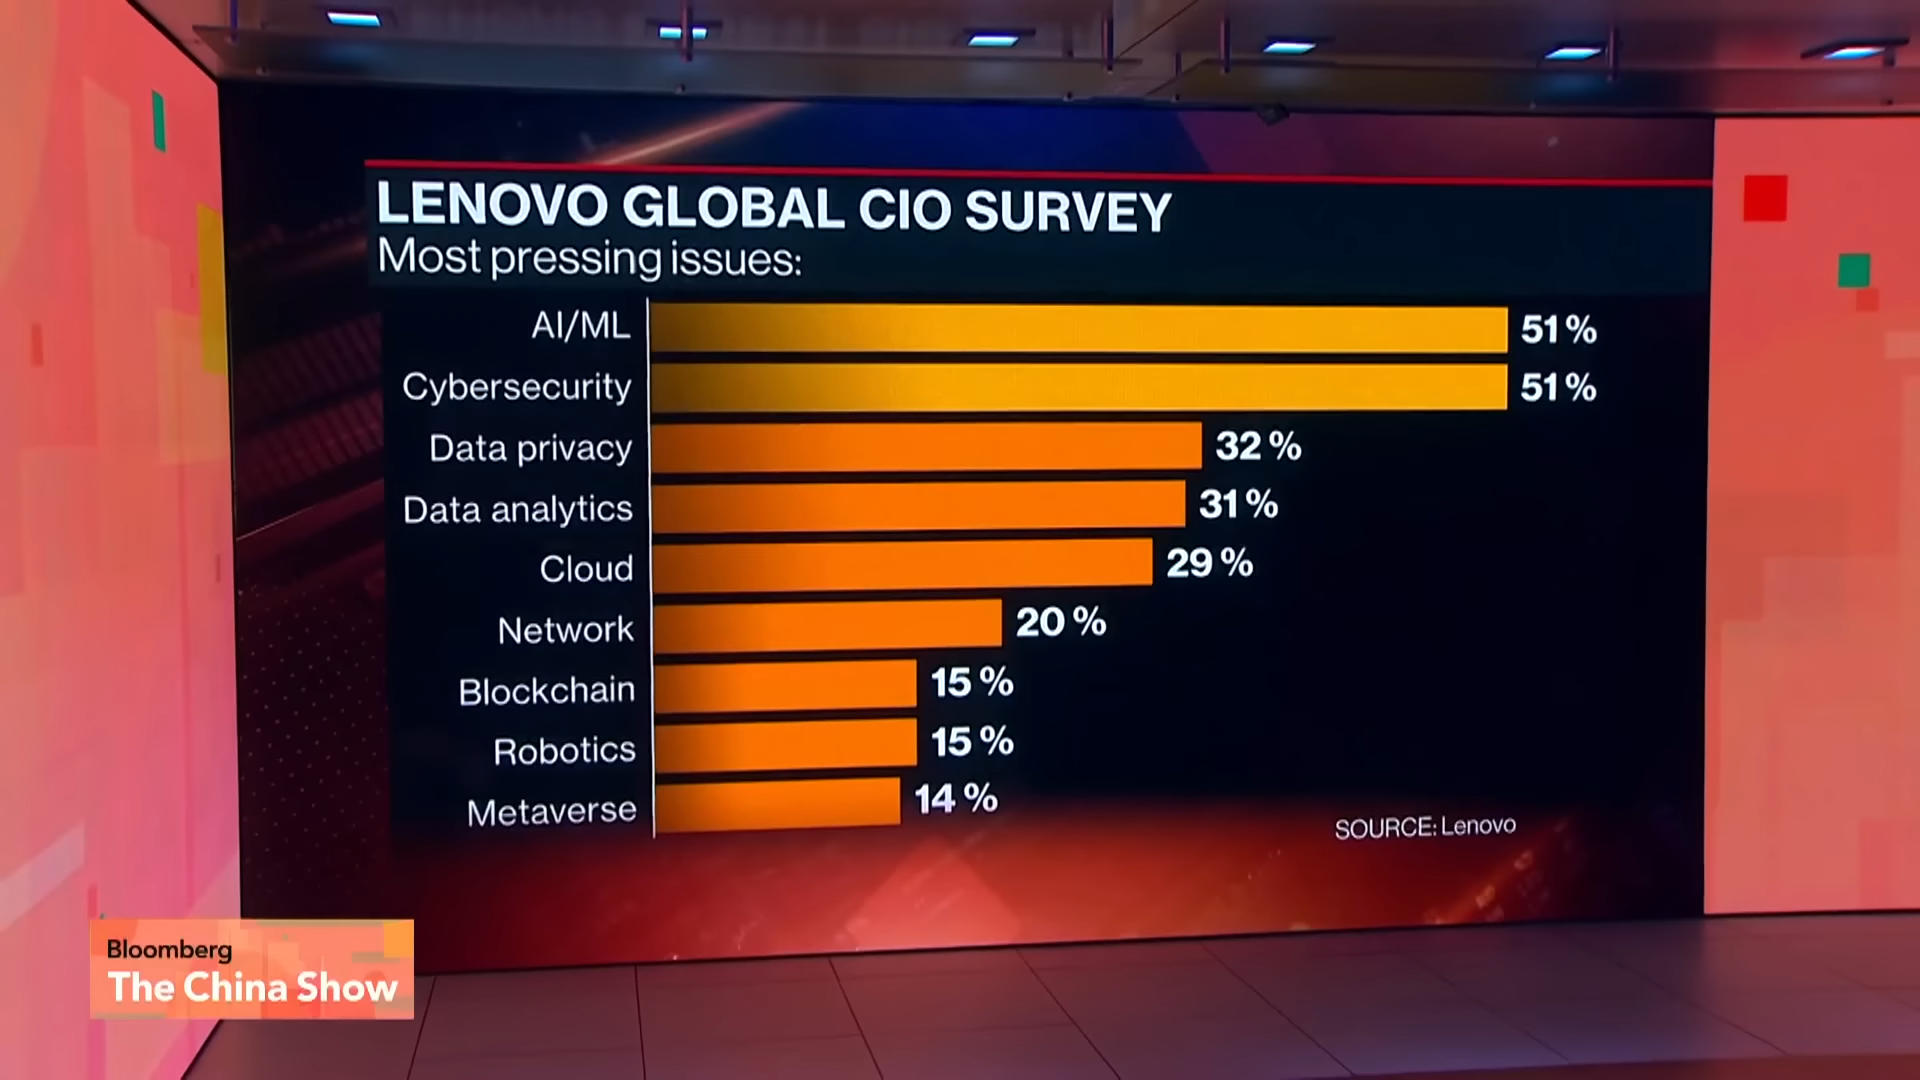 LENOVO GLOBAL CIO SURVEY
Most pressing issues:
AI/ML 51%
Cybersecurity 51%
Data privacy 32%
Data analytics 31%
Cloud 29%
Network 20%
Blockchain 15%
Robotics 15%
Metaverse 14%
SOURCE: Lenovo
Bloomberg
The China Show